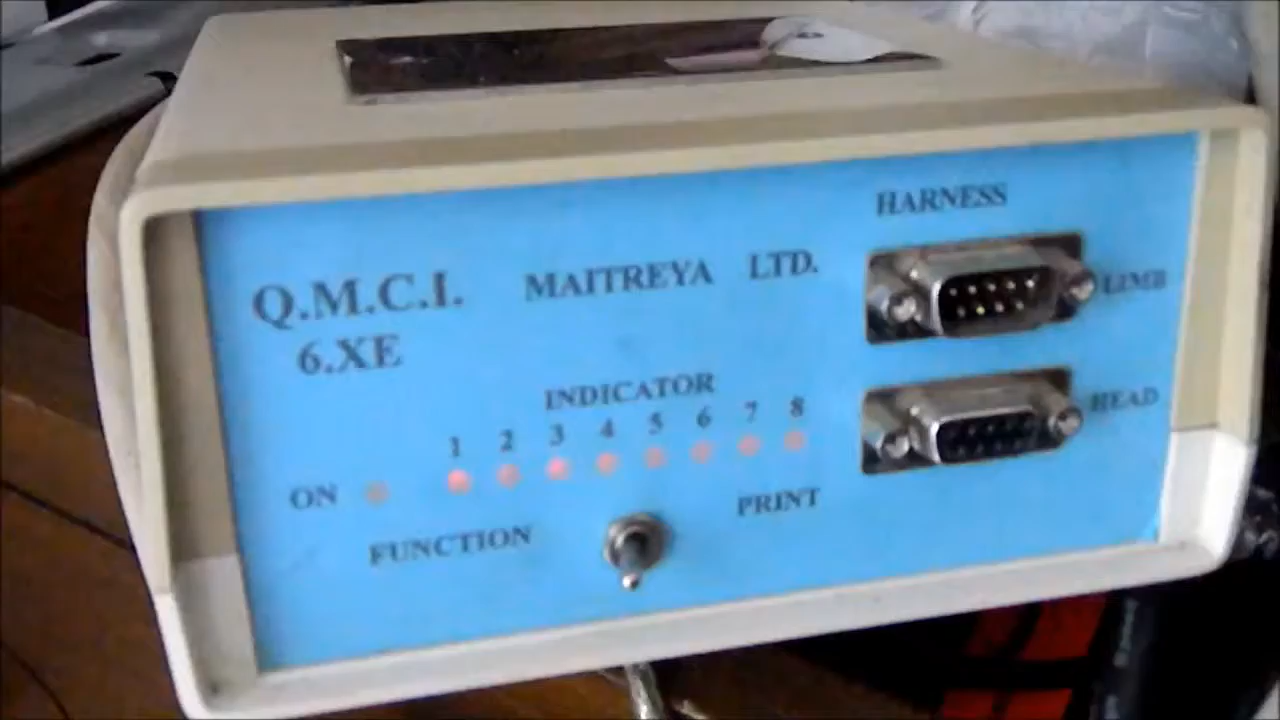 HARNESS
Q.M.C.I. MAITREYA LTD.
LIMB
6.XE
INDICATOR
1 2 3 4 5 6 7 8
HEAD
ON
PRINT
FUNCTION